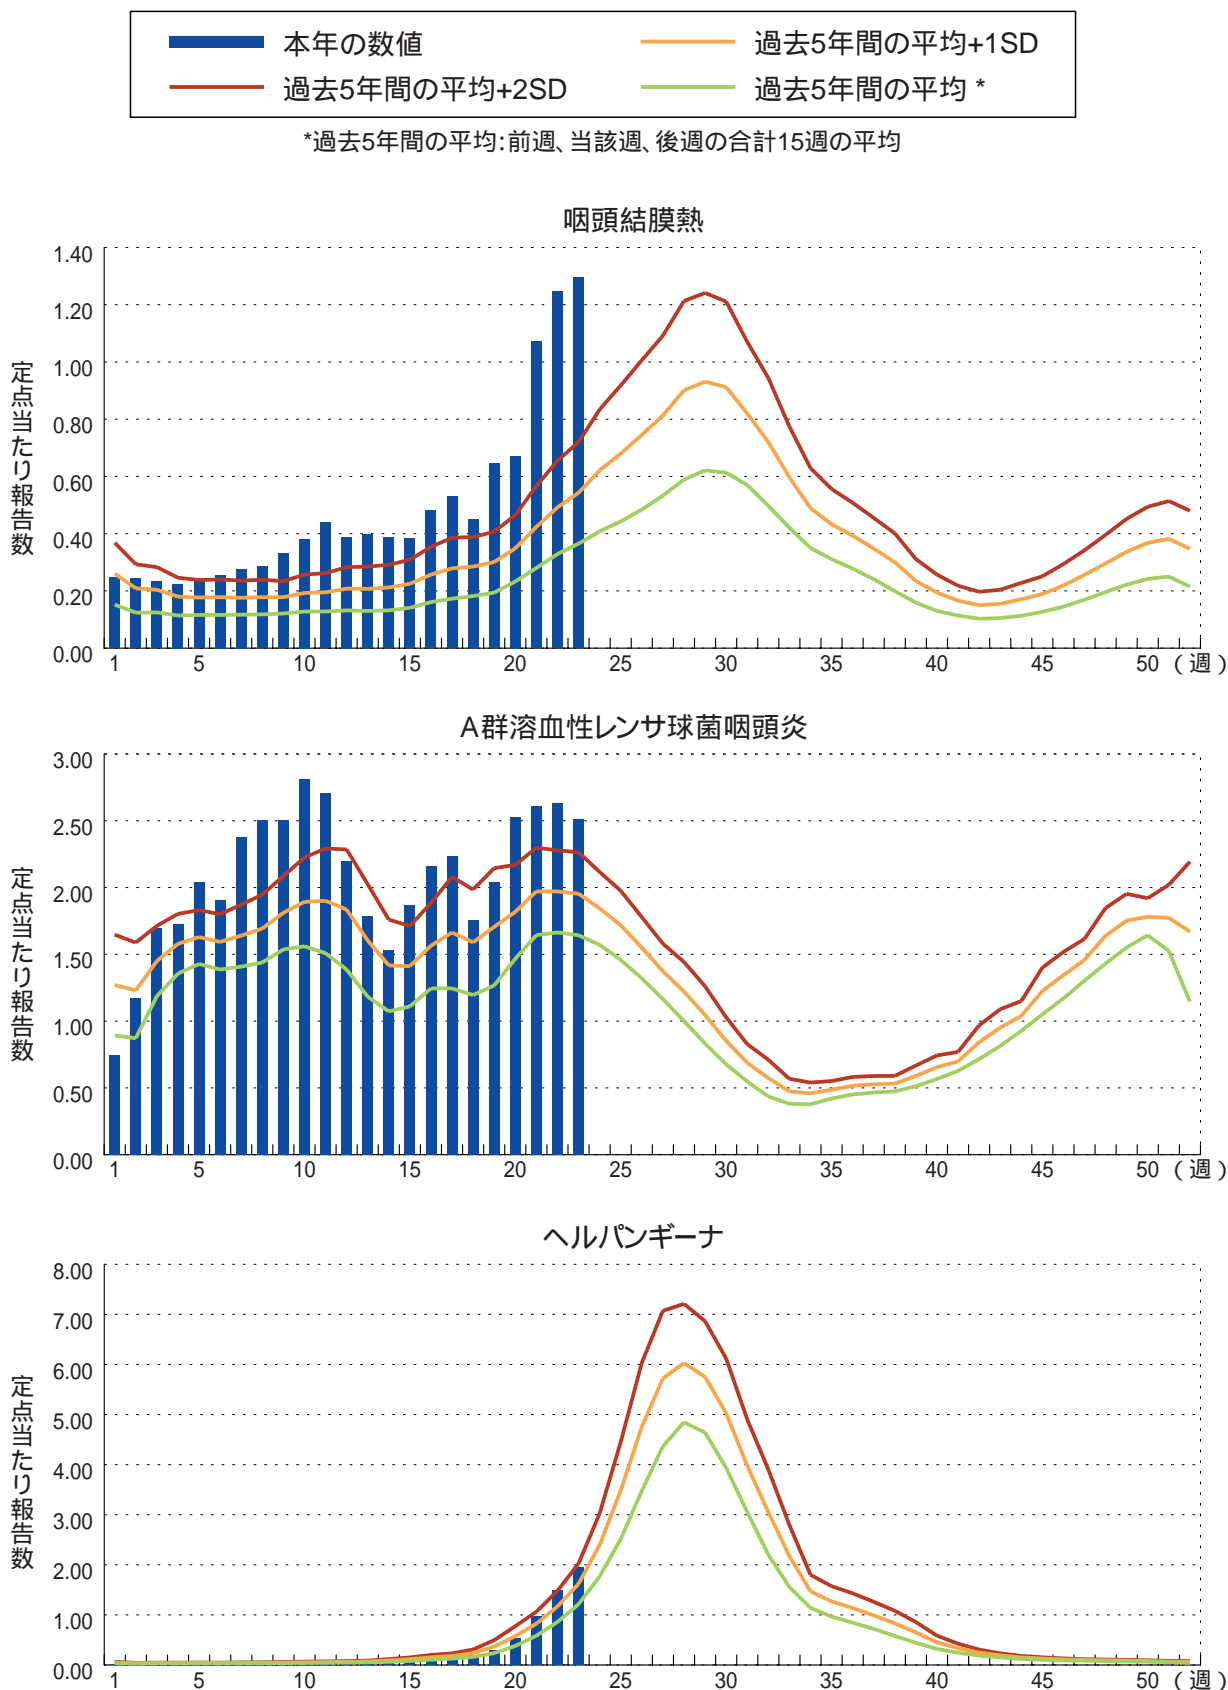 本年の数値 過去5年間の平均+1SD
過去5年間の平均+2SD 過去5年間の平均 *
*過去5年間の平均：前週、当該週、後週の合計15週の平均
咽頭結膜熱
定点当たり報告数
1.40
1.20
1.00
0.80
0.60
0.40
0.20
0.00
1 5 10 15 20 25 30 35 40 45 50 （週）
A群溶血性レンサ球菌咽頭炎
定点当たり報告数
3.00
2.50
2.00
1.50
1.00
0.50
0.00
1 5 10 15 20 25 30 35 40 45 50 （週）
ヘルパンギーナ
定点当たり報告数
8.00
7.00
6.00
5.00
4.00
3.00
2.00
1.00
0.00
1 5 10 15 20 25 30 35 40 45 50 （週）